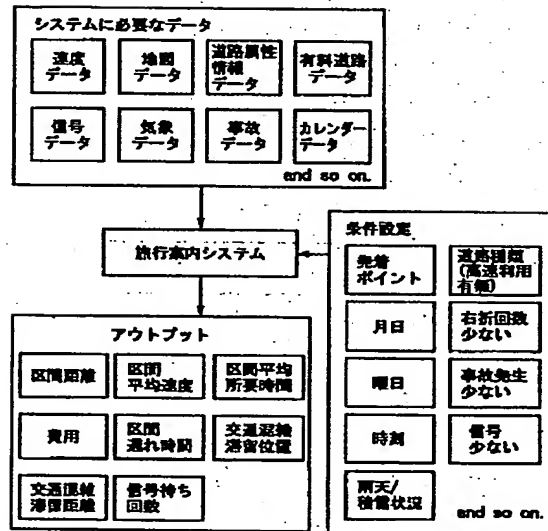 システムに必要なデータ
速度
データ
地図
データ
道路属性
情報
データ
有料道路
データ
信号
データ
気象
データ
事故
データ
カレンダー
データ
and so on.
旅行案内システム
条件設定
発着
ポイント
道路種類
(高速利用
有無)
月日
右折回数
少ない
曜日
事故発生
少ない
時刻
信号
少ない
雨天/
積雪状況
and so on.
アウトプット
区間距離
区間
平均速度
区間平均
所要時間
費用
区間
遅れ時間
交通混雑
滞留位置
交通混雑
滞留距離
信号待ち
回数